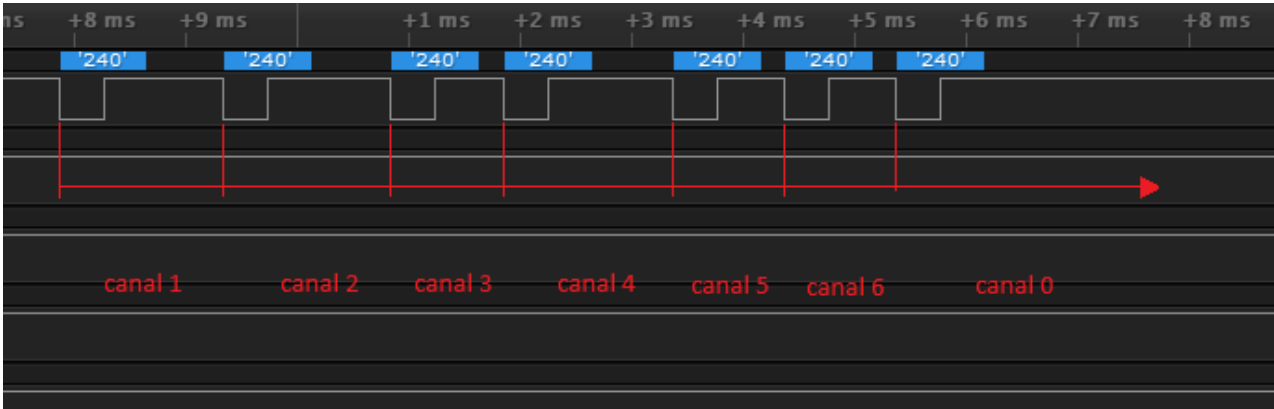 ns +8 ms +9 ms +1 ms +2 ms +3 ms +4 ms +5 ms +6 ms +7 ms +8 ms
'240' '240' '240' '240' '240' '240' '240'
canal 1 canal 2 canal 3 canal 4 canal 5 canal 6 canal 0